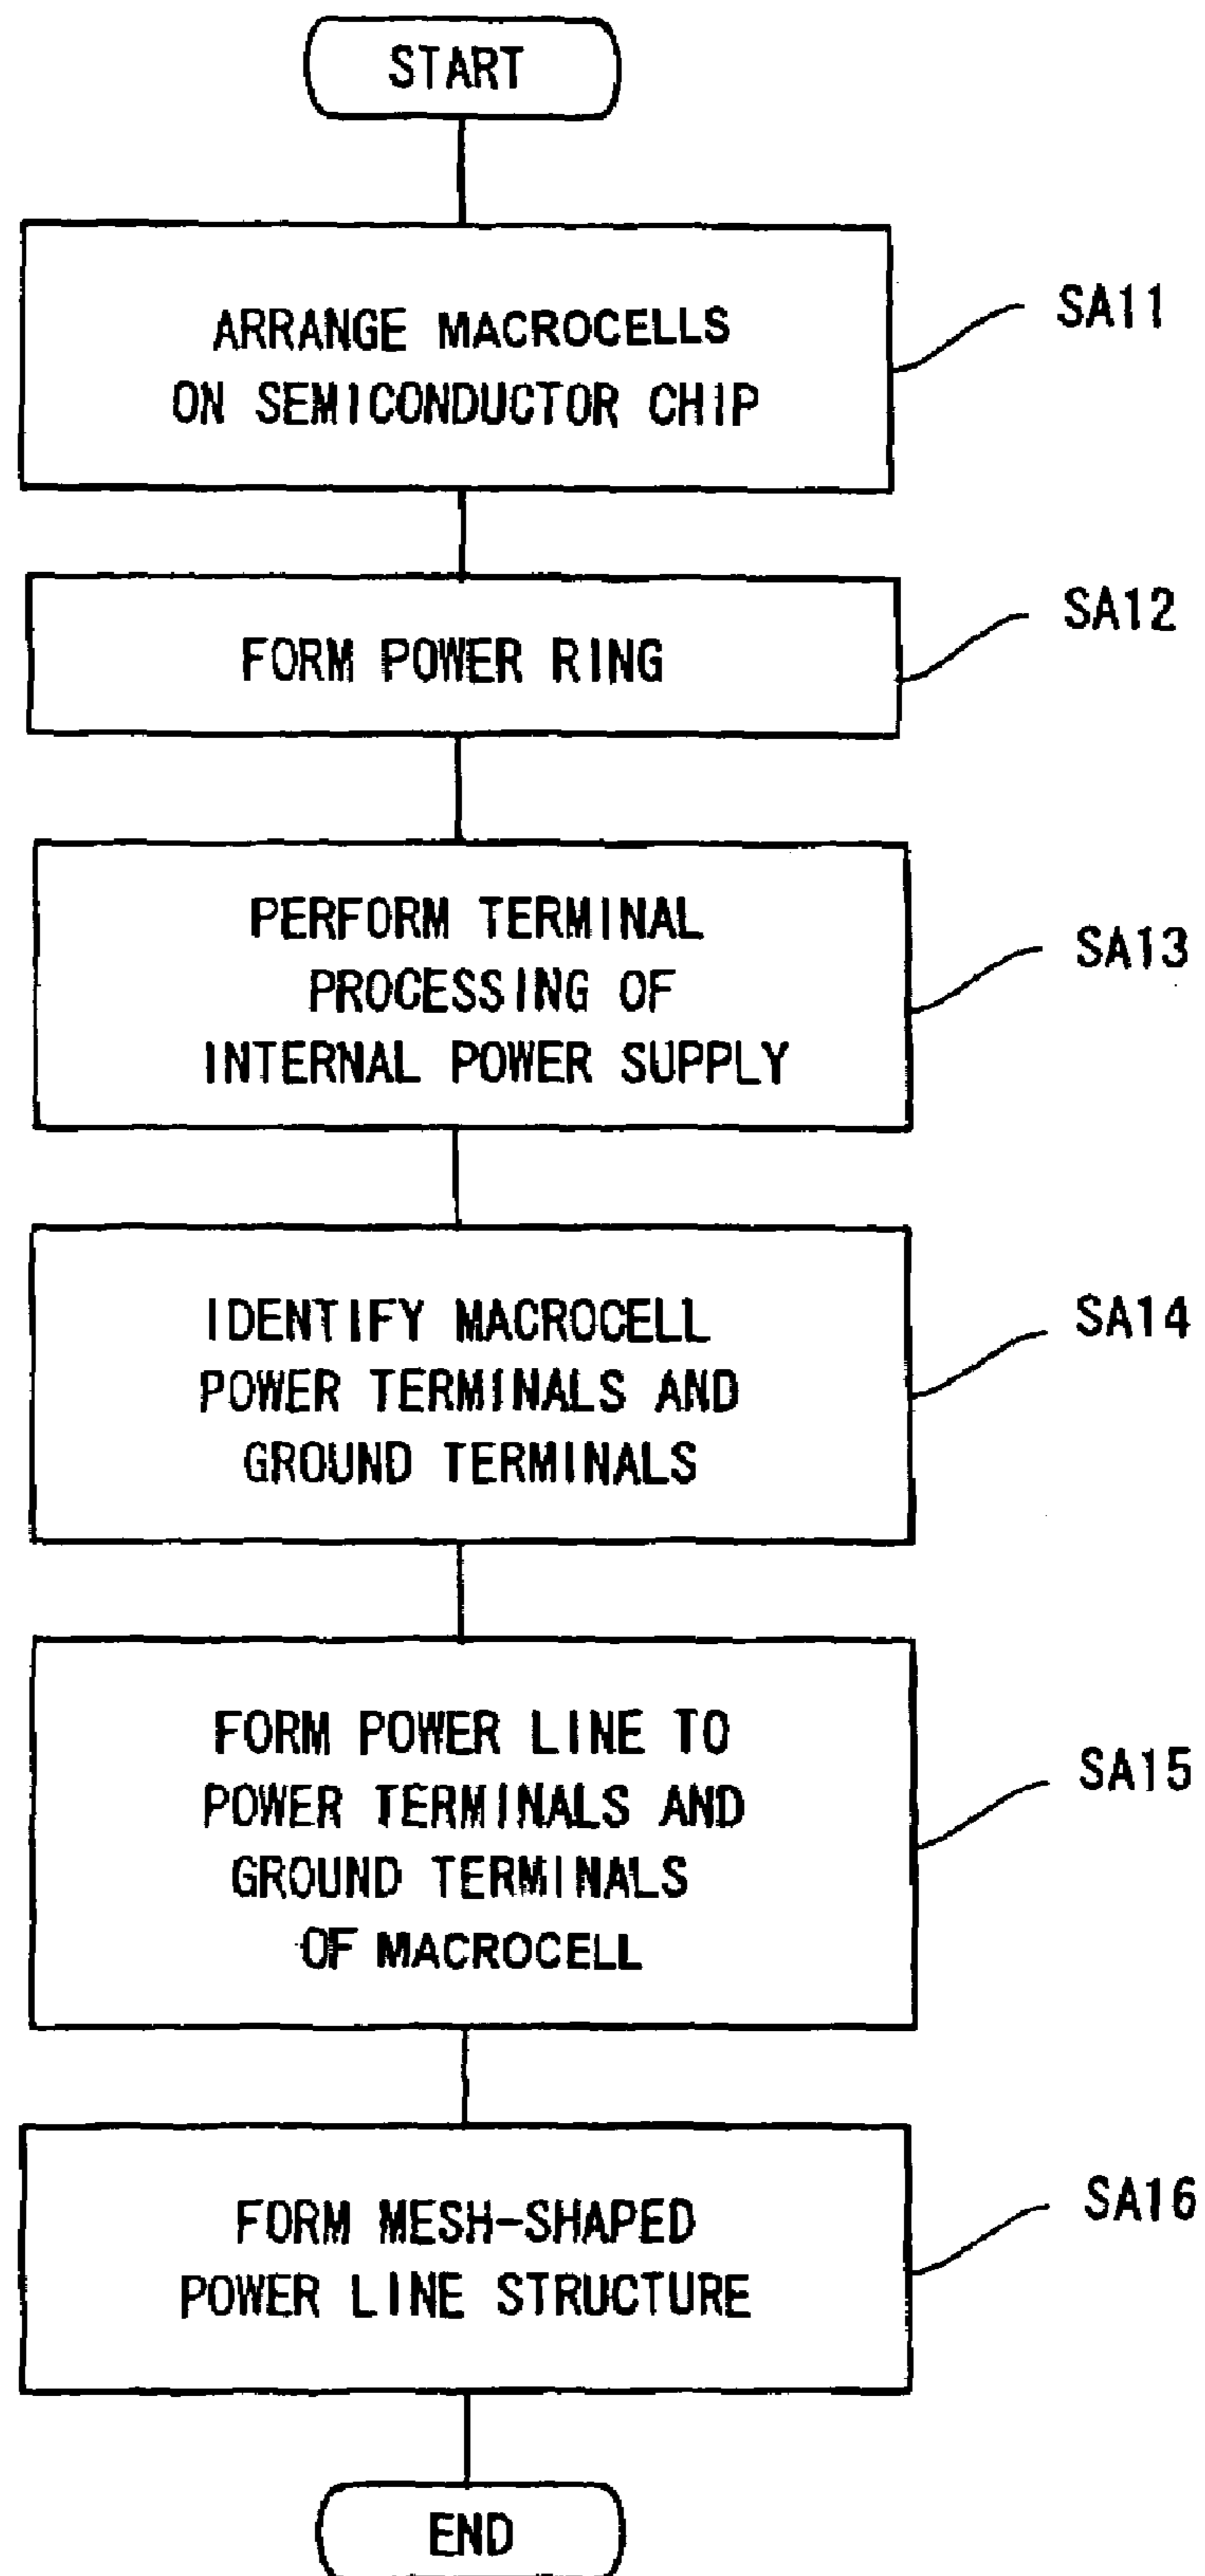 START
ARRANGE MACROCELLS
ON SEMICONDUCTOR CHIP
SA11
FORM POWER RING
SA12
PERFORM TERMINAL
PROCESSING OF
INTERNAL POWER SUPPLY
SA13
IDENTIFY MACROCELL
POWER TERMINALS AND
GROUND TERMINALS
SA14
FORM POWER LINE TO
POWER TERMINALS AND
GROUND TERMINALS
OF MACROCELL
SA15
FORM MESH-SHAPED
POWER LINE STRUCTURE
SA16
END